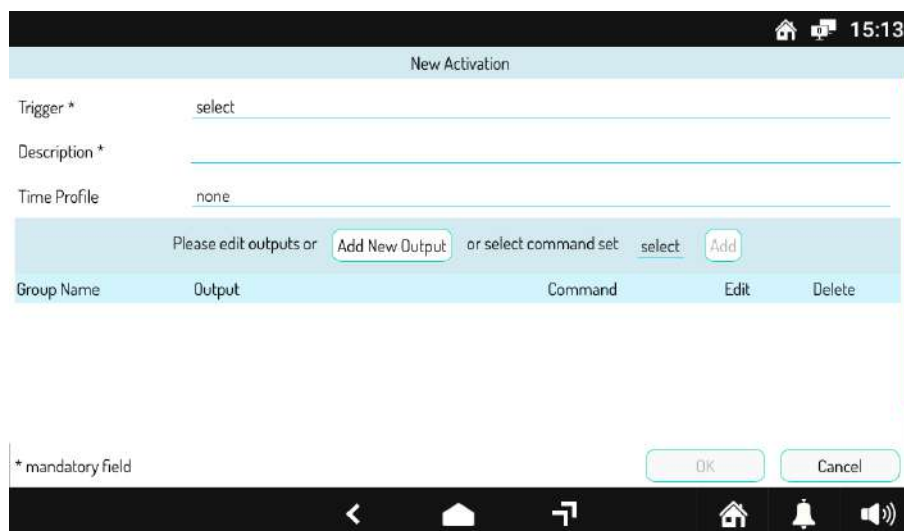 15:13
New Activation
Trigger * select
Description *
Time Profile none
Please edit outputs or Add New Output or select command set select Add
Group Name Output Command Edit Delete
* mandatory field OK Cancel